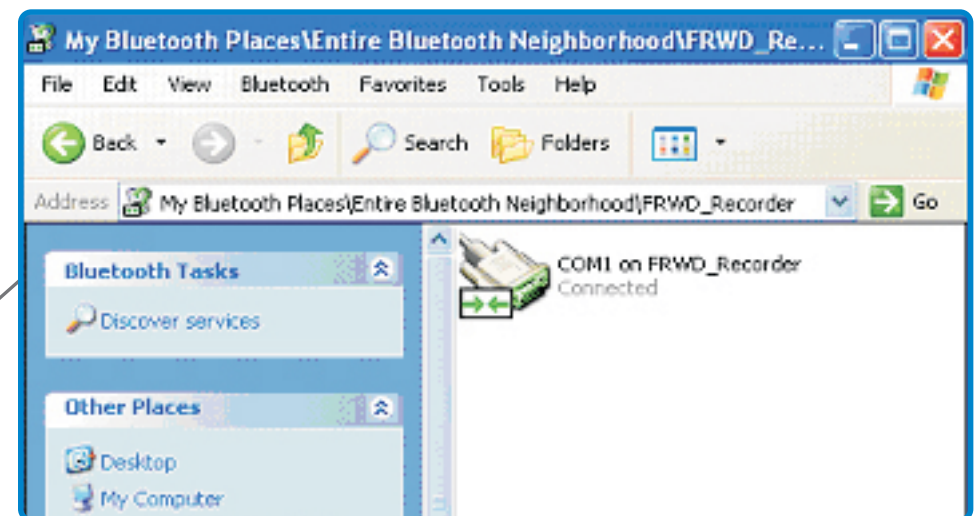 My Bluetooth Places\Entire Bluetooth Neighborhood\FRWD_Re...
File Edit View Bluetooth Favorites Tools Help
Back Search Folders
Address My Bluetooth Places\Entire Bluetooth Neighborhood\FRWD_Recorder Go
Bluetooth Tasks
Discover services
Other Places
Desktop
My Computer
COM1 on FRWD_Recorder
Connected